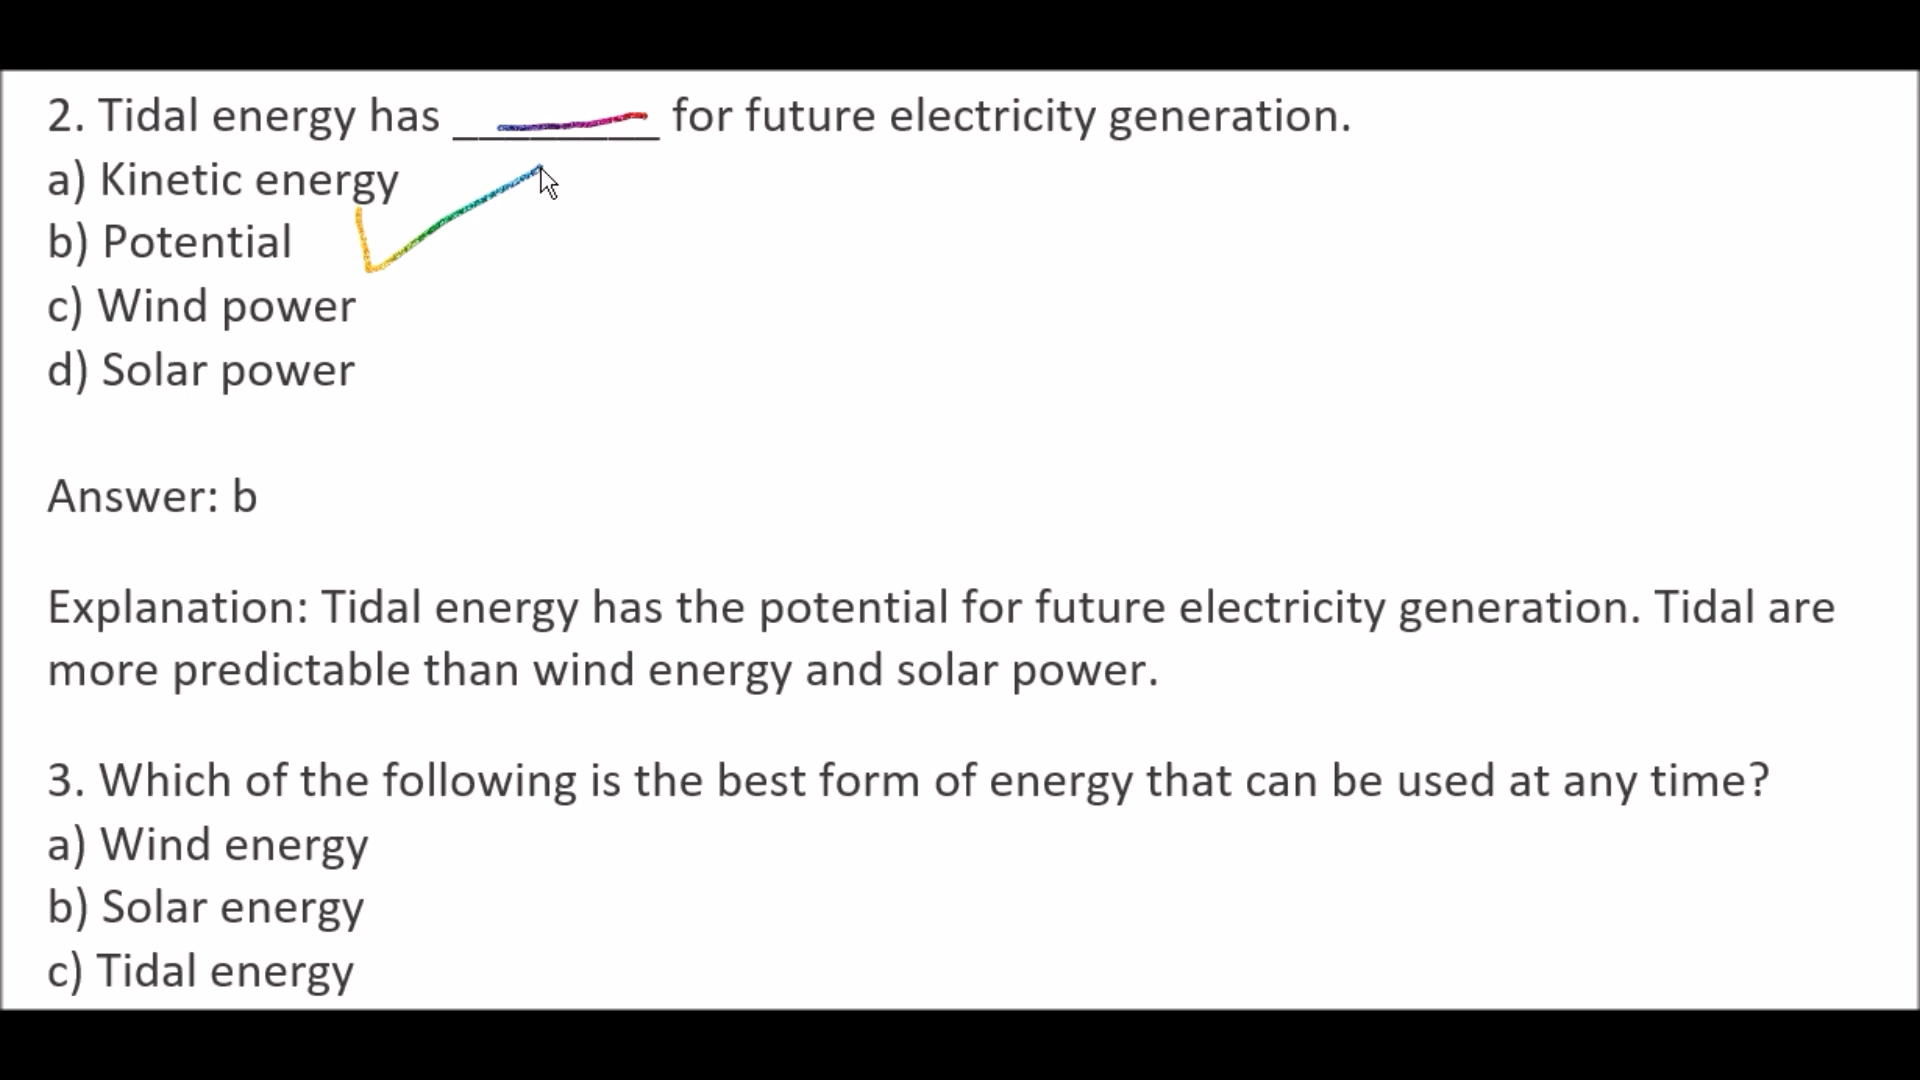 2. Tidal energy has ________ for future electricity generation.
a) Kinetic energy
b) Potential
c) Wind power
d) Solar power
Answer: b
Explanation: Tidal energy has the potential for future electricity generation. Tidal are
more predictable than wind energy and solar power.
3. Which of the following is the best form of energy that can be used at any time?
a) Wind energy
b) Solar energy
c) Tidal energy